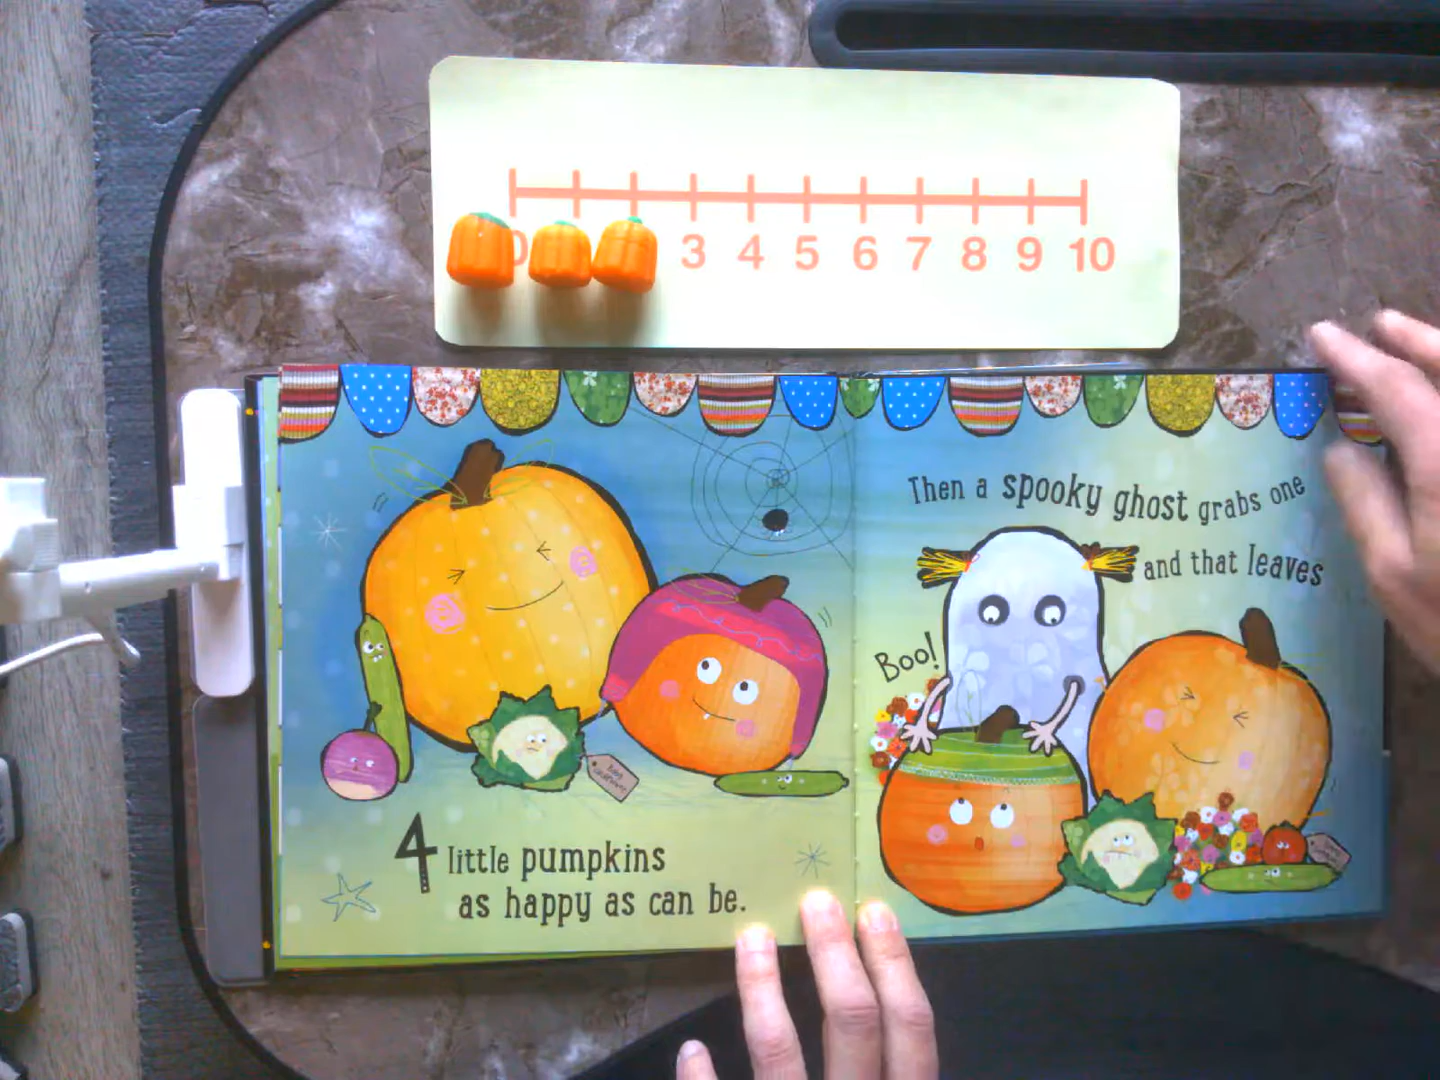 0 3 4 5 6 7 8 9 10
4 little pumpkins
as happy as can be.
Then a spooky ghost grabs one
and that leaves
Boo!